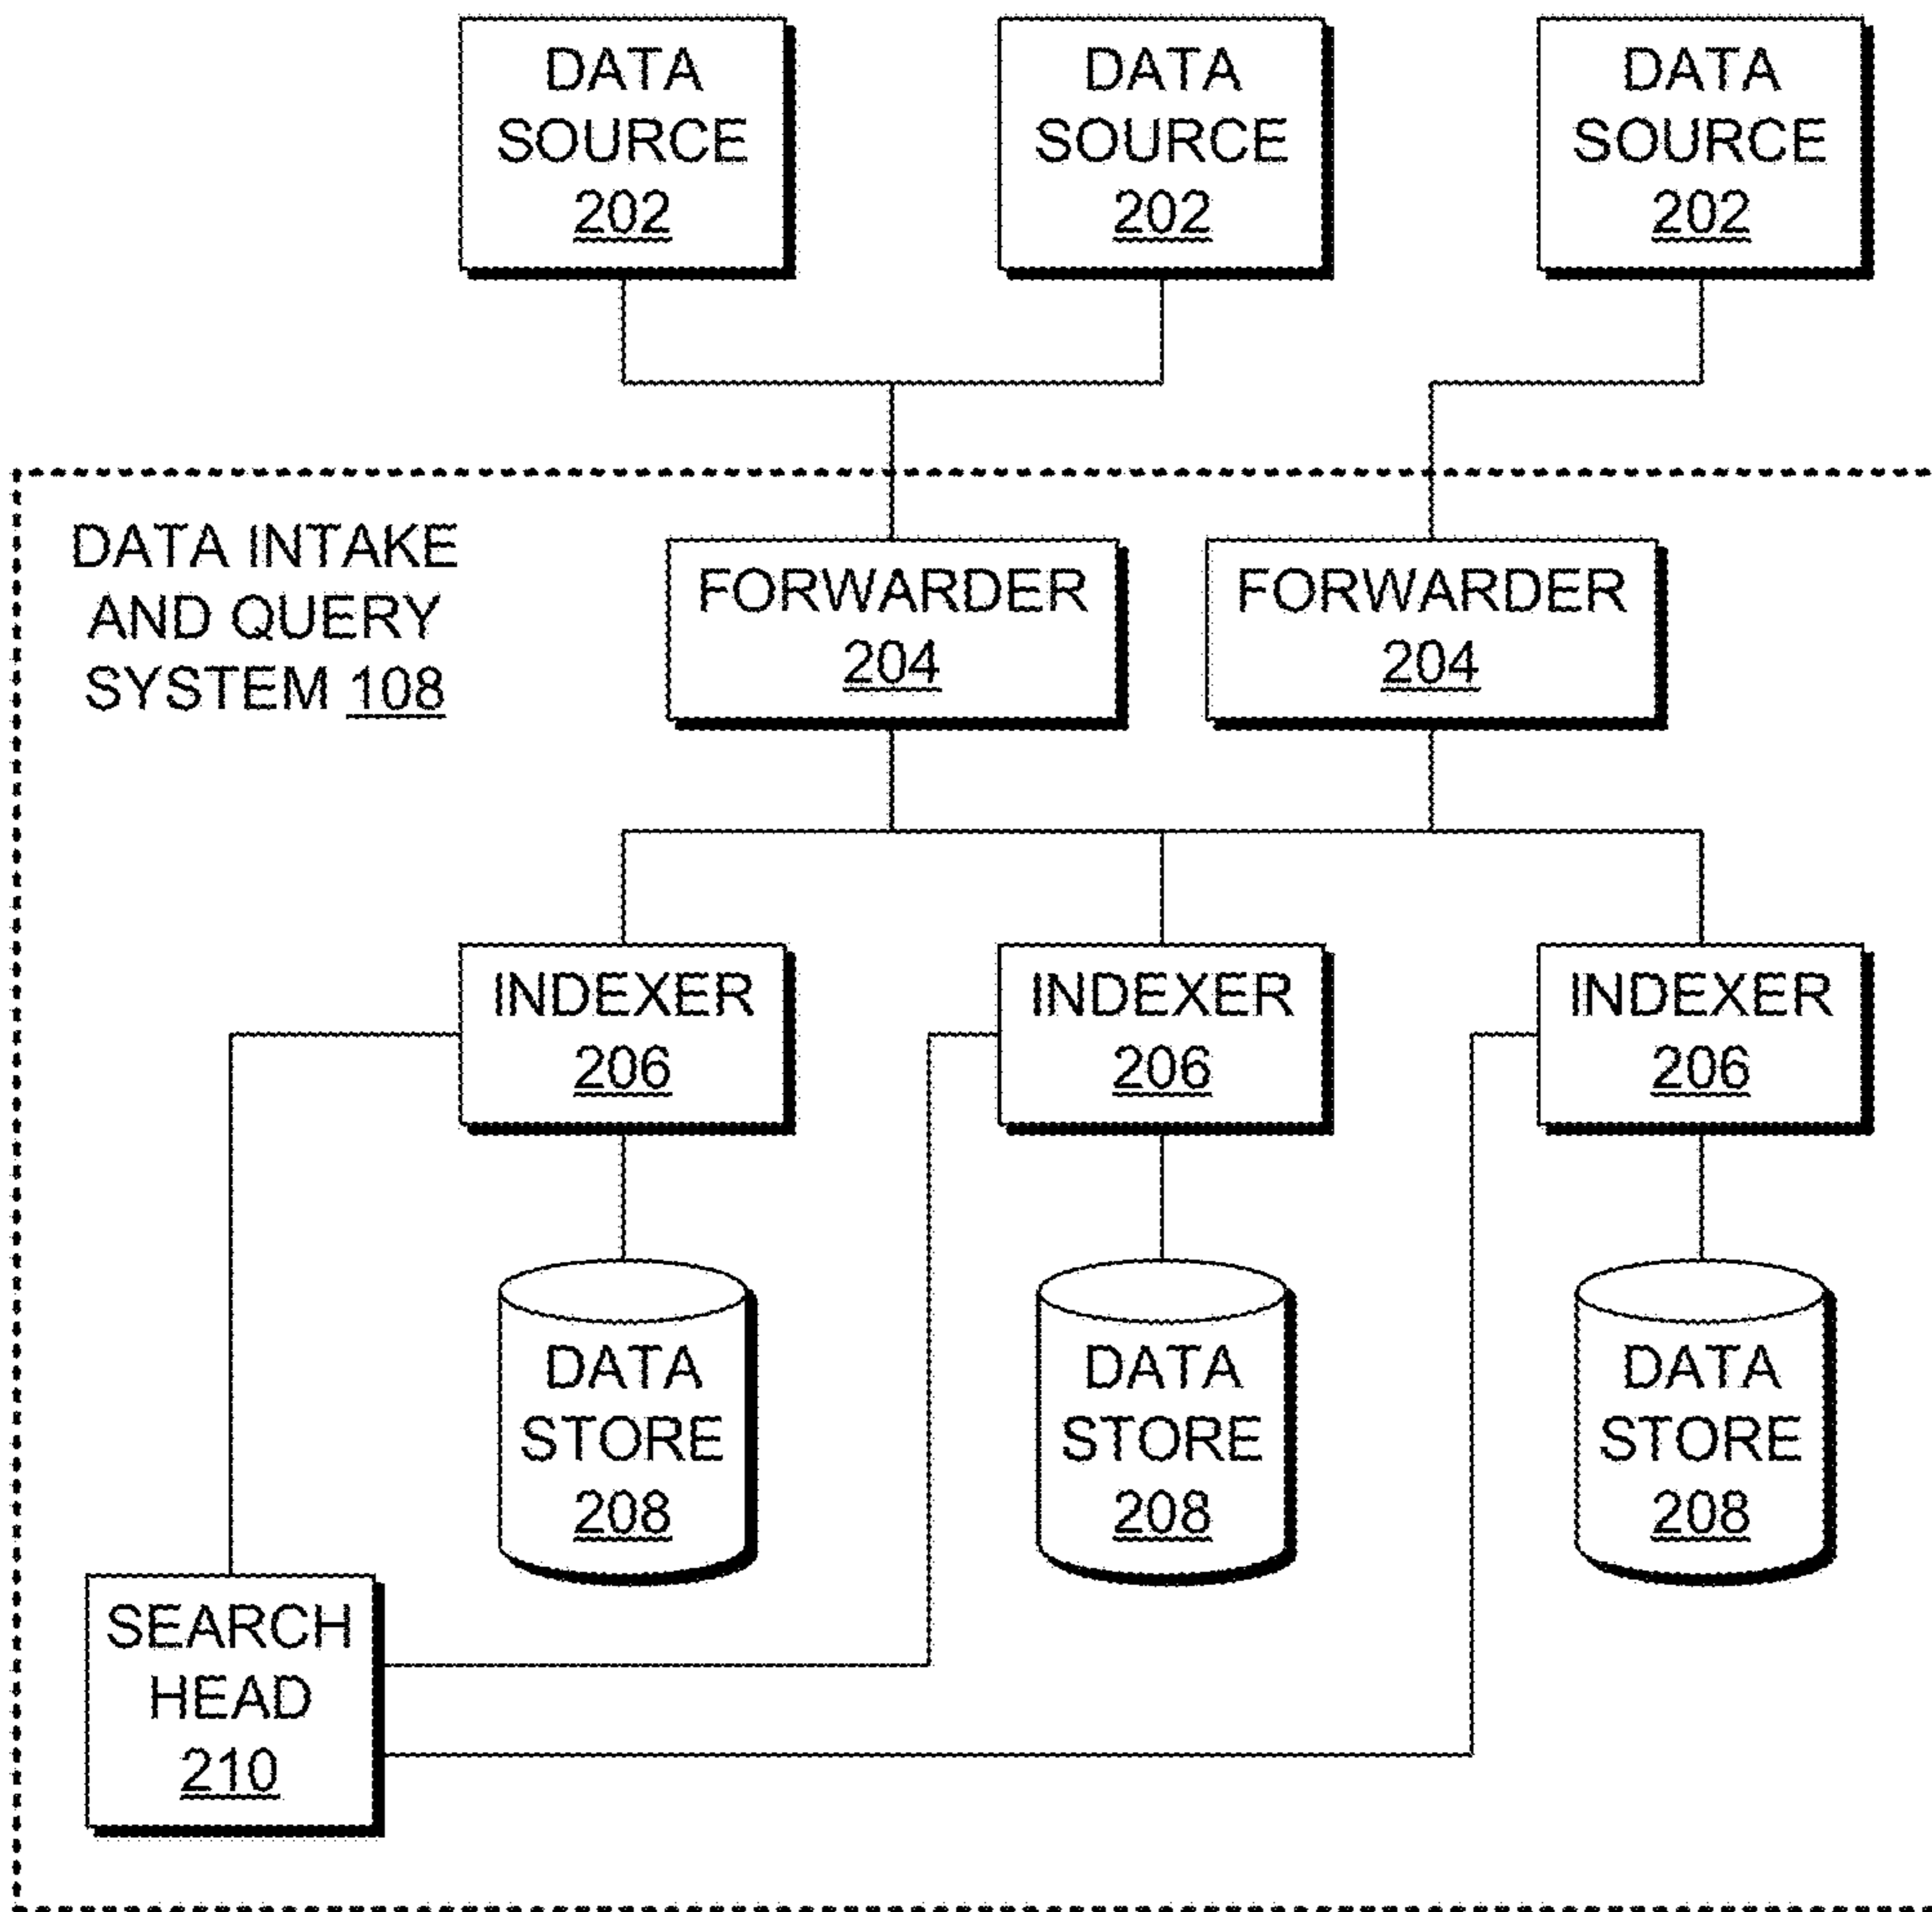 DATA
SOURCE
202
DATA
SOURCE
202
DATA
SOURCE
202
DATA INTAKE
AND QUERY
SYSTEM 108
FORWARDER
204
FORWARDER
204
INDEXER
206
INDEXER
206
INDEXER
206
DATA
STORE
208
DATA
STORE
208
DATA
STORE
208
SEARCH
HEAD
210